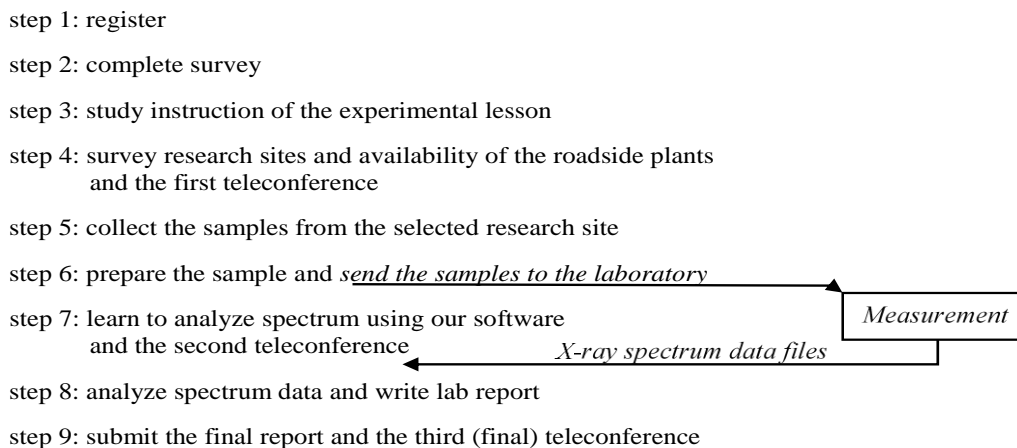 step 1: register
step 2: complete survey
step 3: study instruction of the experimental lesson
step 4: survey research sites and availability of the roadside plants
and the first teleconference
step 5: collect the samples from the selected research site
step 6: prepare the sample and send the samples to the laboratory
Measurement
step 7: learn to analyze spectrum using our software
and the second teleconference
X-ray spectrum data files
step 8: analyze spectrum data and write lab report
step 9: submit the final report and the third (final) teleconference